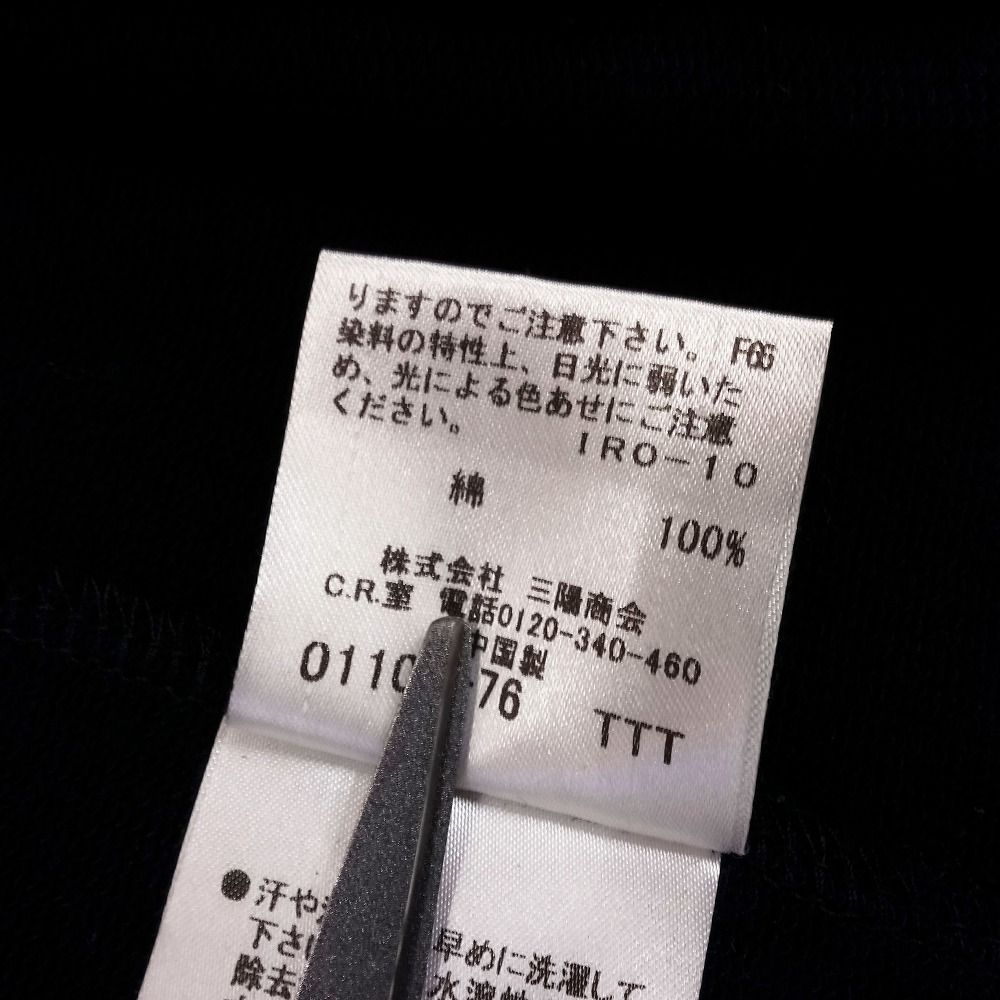 りますのでご注意下さい。 F66
染料の特性上、日光に弱いた
め、光による色あせにご注意
ください。 IRO-10
綿 100%
株式会社 三陽商会
C.R.室 電話0120-340-460
中国製
0110 76 TTT
●汗や 早めに洗濯して
下さ
除去 水溶性